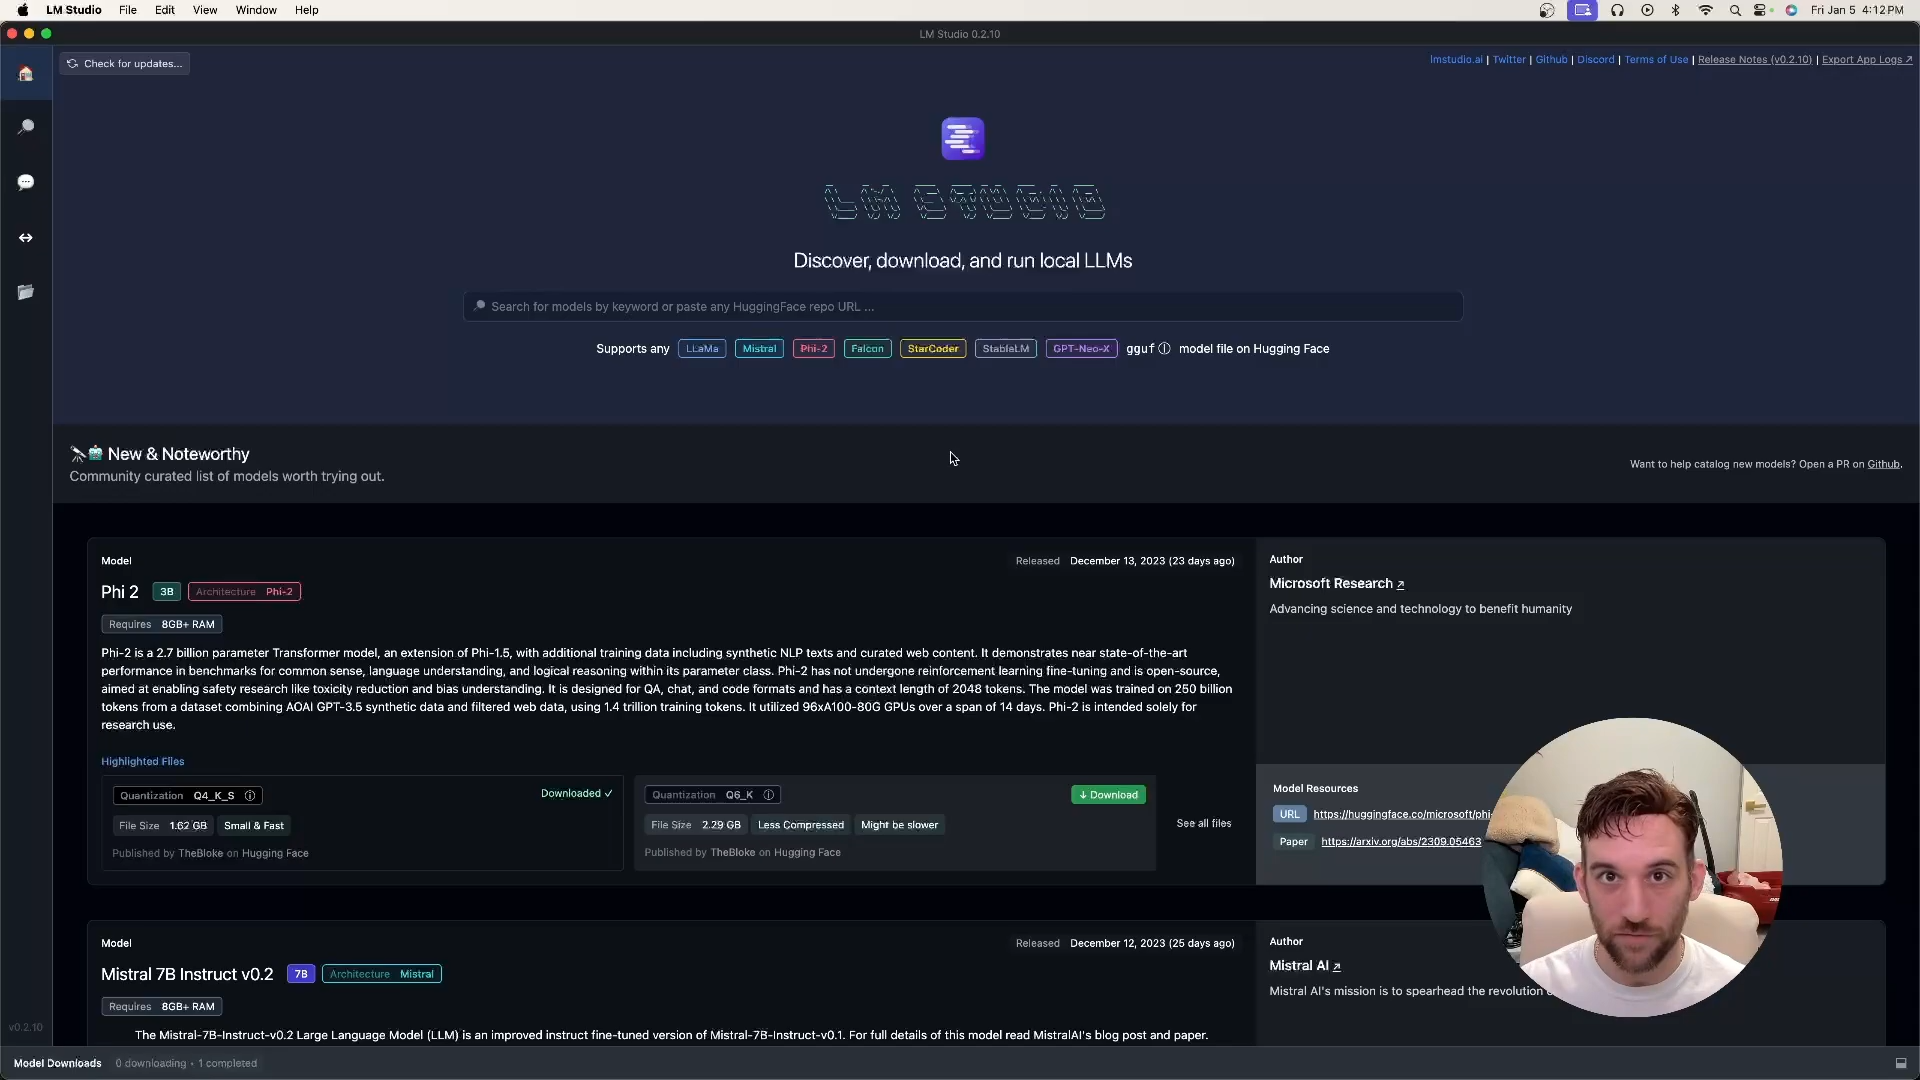 LM Studio File Edit View Window Help
Fri Jan 5 4:12 PM
LM Studio 0.2.10
Check for updates...
lmstudio.ai | Twitter | Github | Discord | Terms of Use | Release Notes (v0.2.10) | Export App Logs ↗
LM STUDIO
Discover, download, and run local LLMs
Search for models by keyword or paste any HuggingFace repo URL ...
Supports any LLaMa Mistral Phi-2 Falcon StarCoder StableLM GPT-Neo-X gguf ⓘ model file on Hugging Face
New & Noteworthy
Community curated list of models worth trying out.
Want to help catalog new models? Open a PR on Github.
Model
Released December 13, 2023 (23 days ago)
Phi 2 3B Architecture Phi-2
Requires 8GB+ RAM
Phi-2 is a 2.7 billion parameter Transformer model, an extension of Phi-1.5, with additional training data including synthetic NLP texts and curated web content. It demonstrates near state-of-the-art
performance in benchmarks for common sense, language understanding, and logical reasoning within its parameter class. Phi-2 has not undergone reinforcement learning fine-tuning and is open-source,
aimed at enabling safety research like toxicity reduction and bias understanding. It is designed for QA, chat, and code formats and has a context length of 2048 tokens. The model was trained on 250 billion
tokens from a dataset combining AOAI GPT-3.5 synthetic data and filtered web data, using 1.4 trillion training tokens. It utilized 96xA100-80G GPUs over a span of 14 days. Phi-2 is intended solely for
research use.
Highlighted Files
Quantization Q4_K_S ⓘ
Downloaded ✓
File Size 1.62 GB Small & Fast
Published by TheBloke on Hugging Face
Quantization Q6_K ⓘ
↓ Download
File Size 2.29 GB Less Compressed Might be slower
Published by TheBloke on Hugging Face
See all files
Author
Microsoft Research ↗
Advancing science and technology to benefit humanity
Model Resources
URL https://huggingface.co/microsoft/phi-
Paper https://arxiv.org/abs/2309.05463
Model
Released December 12, 2023 (25 days ago)
Mistral 7B Instruct v0.2 7B Architecture Mistral
Requires 8GB+ RAM
The Mistral-7B-Instruct-v0.2 Large Language Model (LLM) is an improved instruct fine-tuned version of Mistral-7B-Instruct-v0.1. For full details of this model read MistralAI's blog post and paper.
Author
Mistral AI ↗
Mistral AI's mission is to spearhead the revolution
v0.2.10
Model Downloads 0 downloading • 1 completed